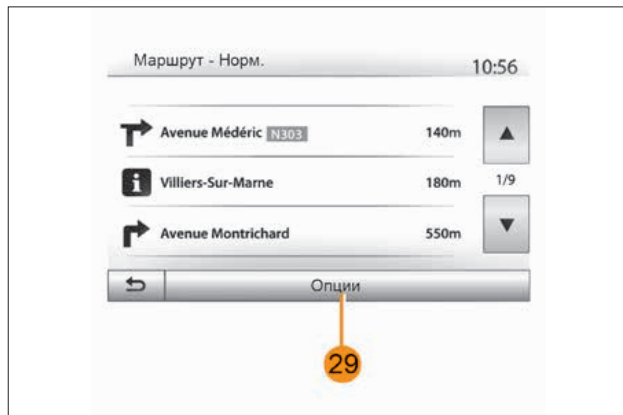 Маршрут - Норм. 10:56
Avenue Médéric N303 140m
Villiers-Sur-Marne 180m 1/9
Avenue Montrichard 550m
Опции
29